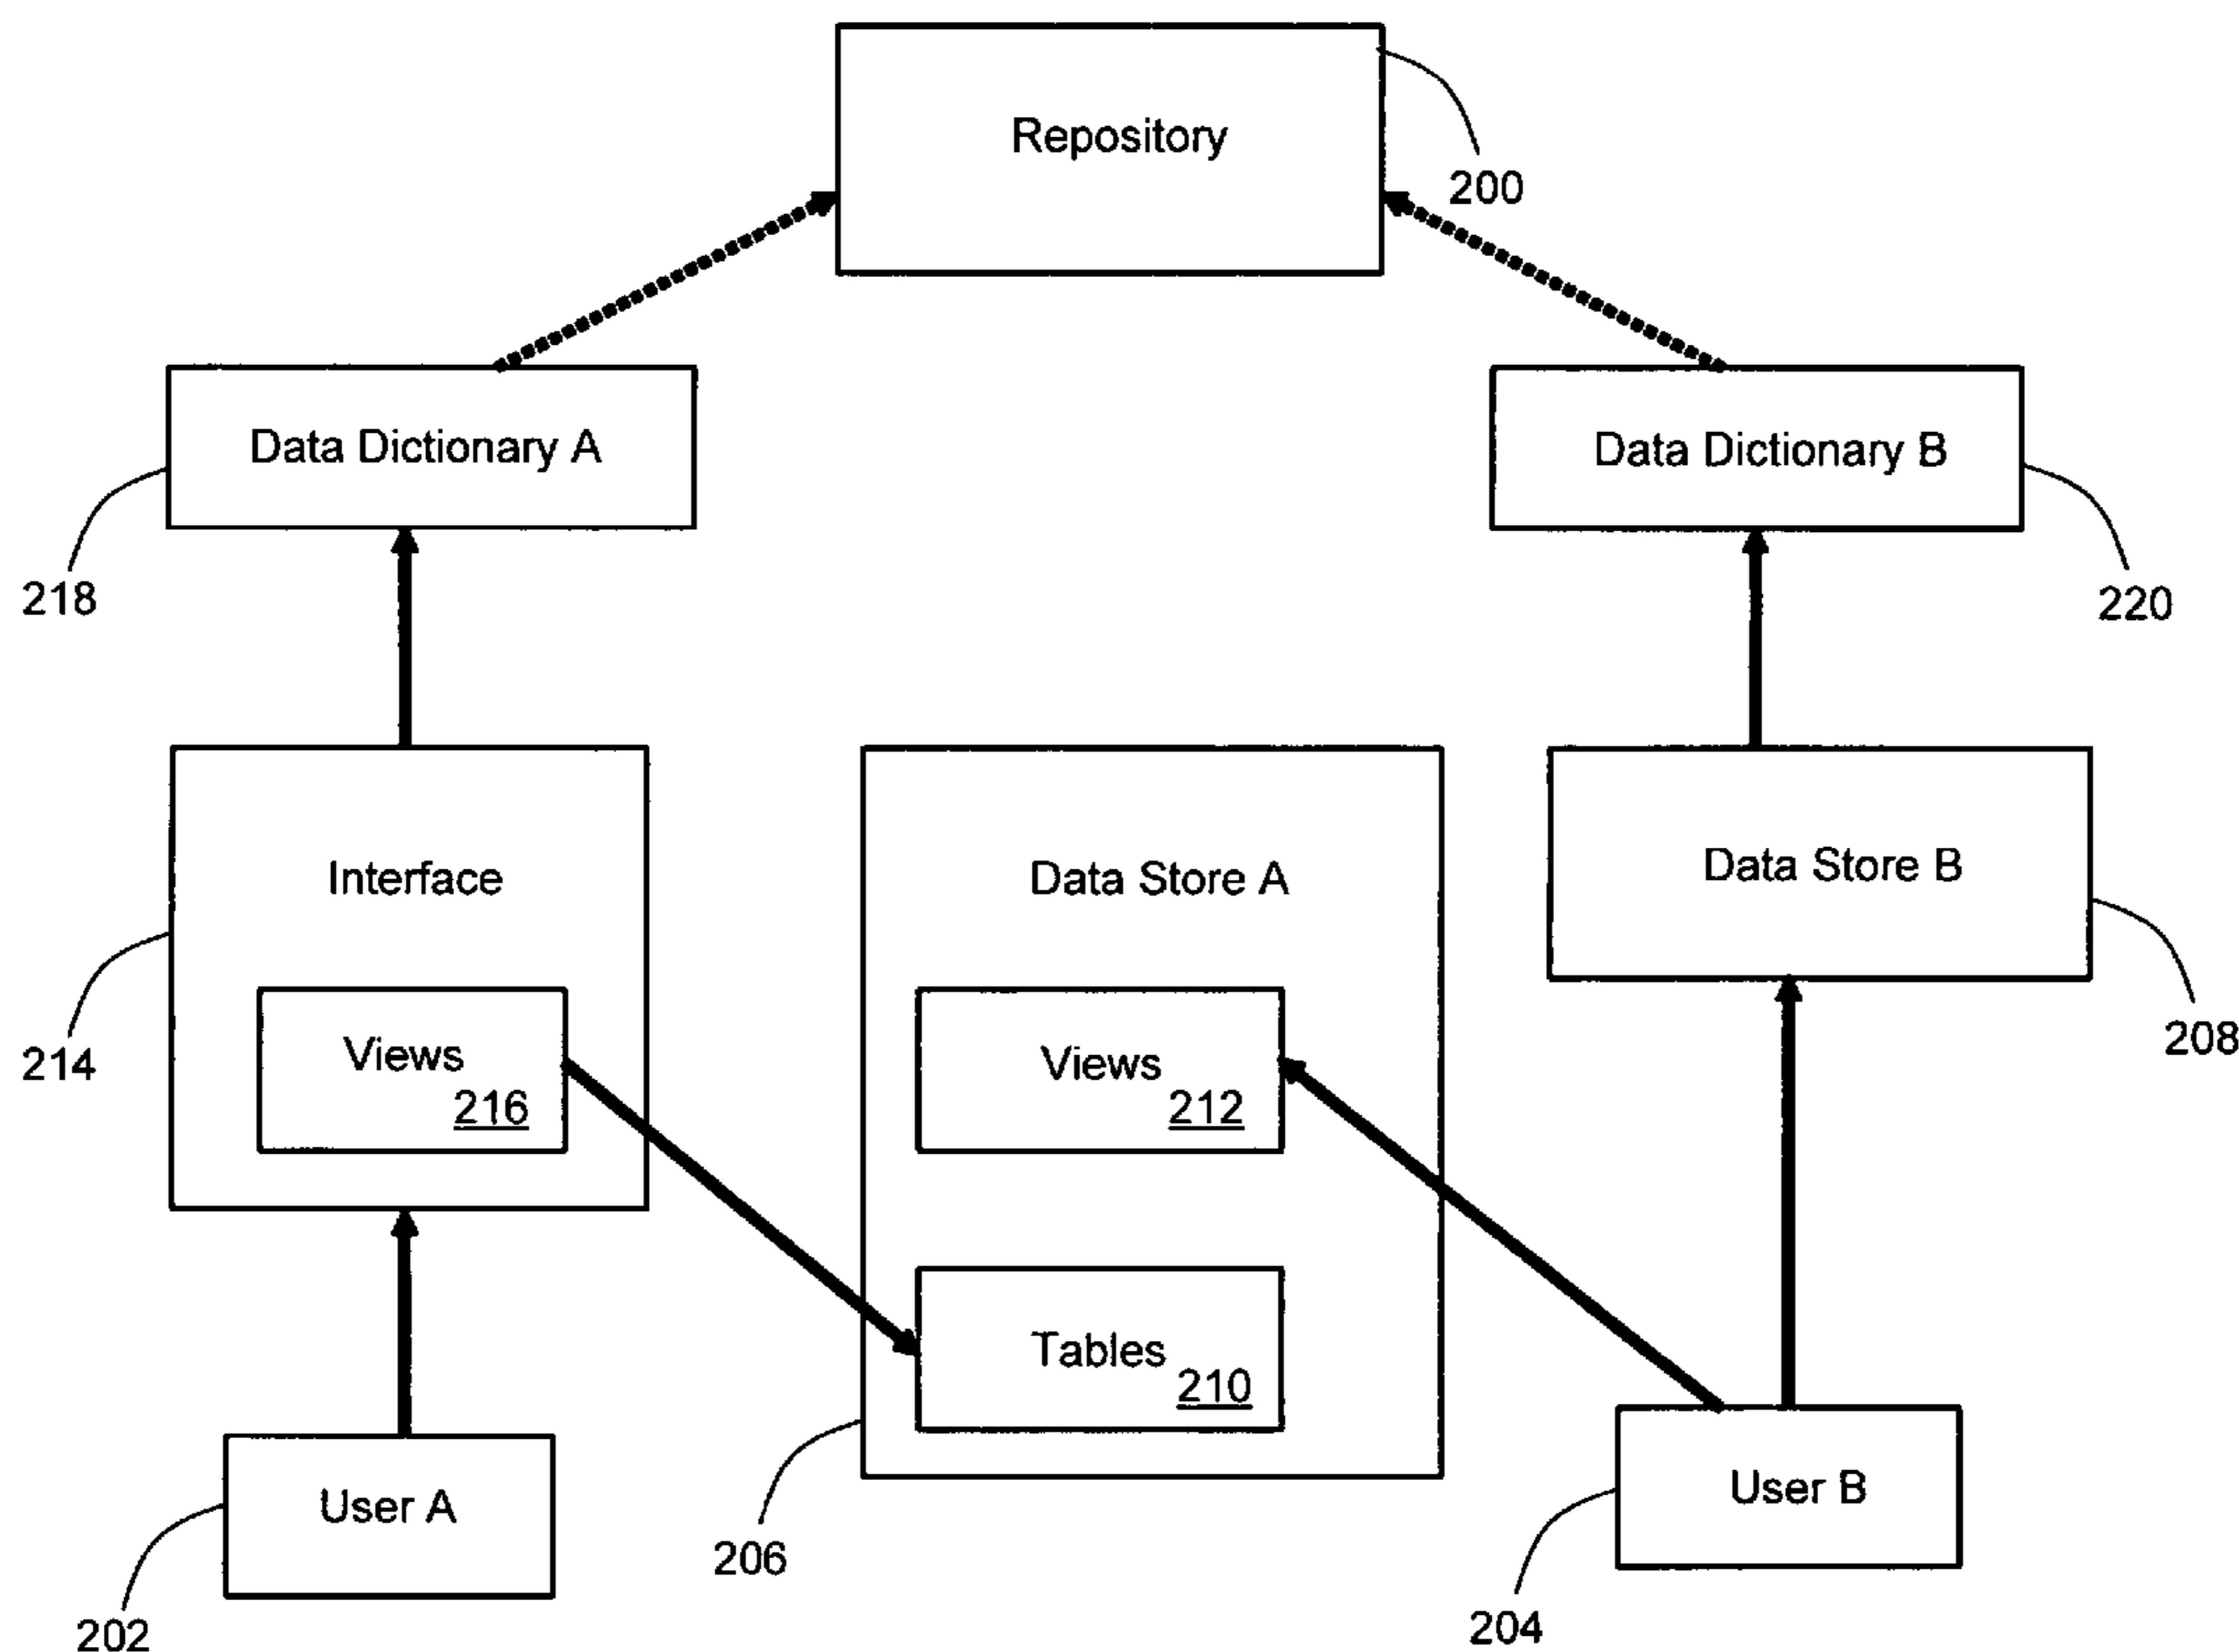 Repository
200
Data Dictionary A
Data Dictionary B
218
220
Interface
Data Store A
Data Store B
Views
216
Views
212
214
208
Tables
210
User A
User B
206
202
204